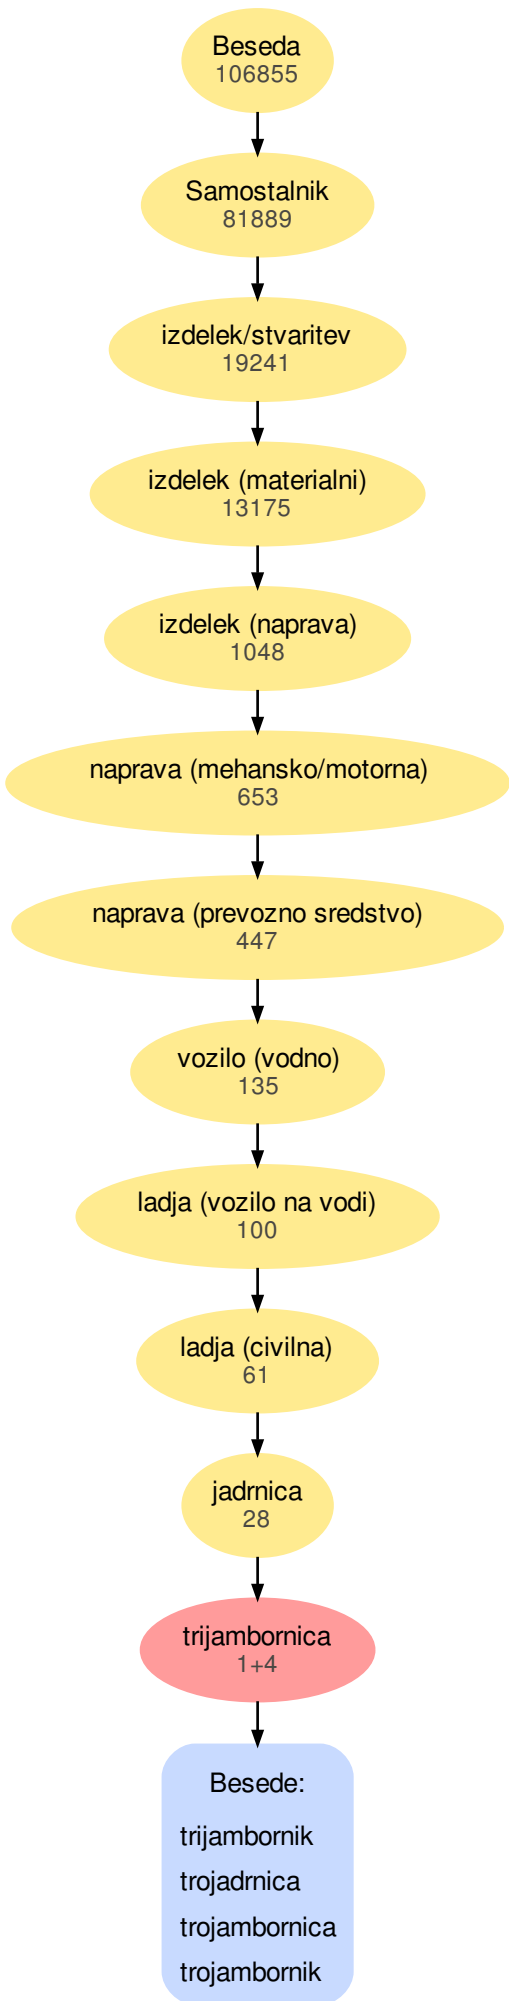 Beseda
106855
Samostalnik
81889
izdelek/stvaritev
19241
izdelek (materialni)
13175
izdelek (naprava)
1048
naprava (mehansko/motorna)
653
naprava (prevozno sredstvo)
447
vozilo (vodno)
135
ladja (vozilo na vodi)
100
ladja (civilna)
61
jadrnica
28
trijambornica
1+4
Besede:
trijambornik
trojadrnica
trojambornica
trojambornik